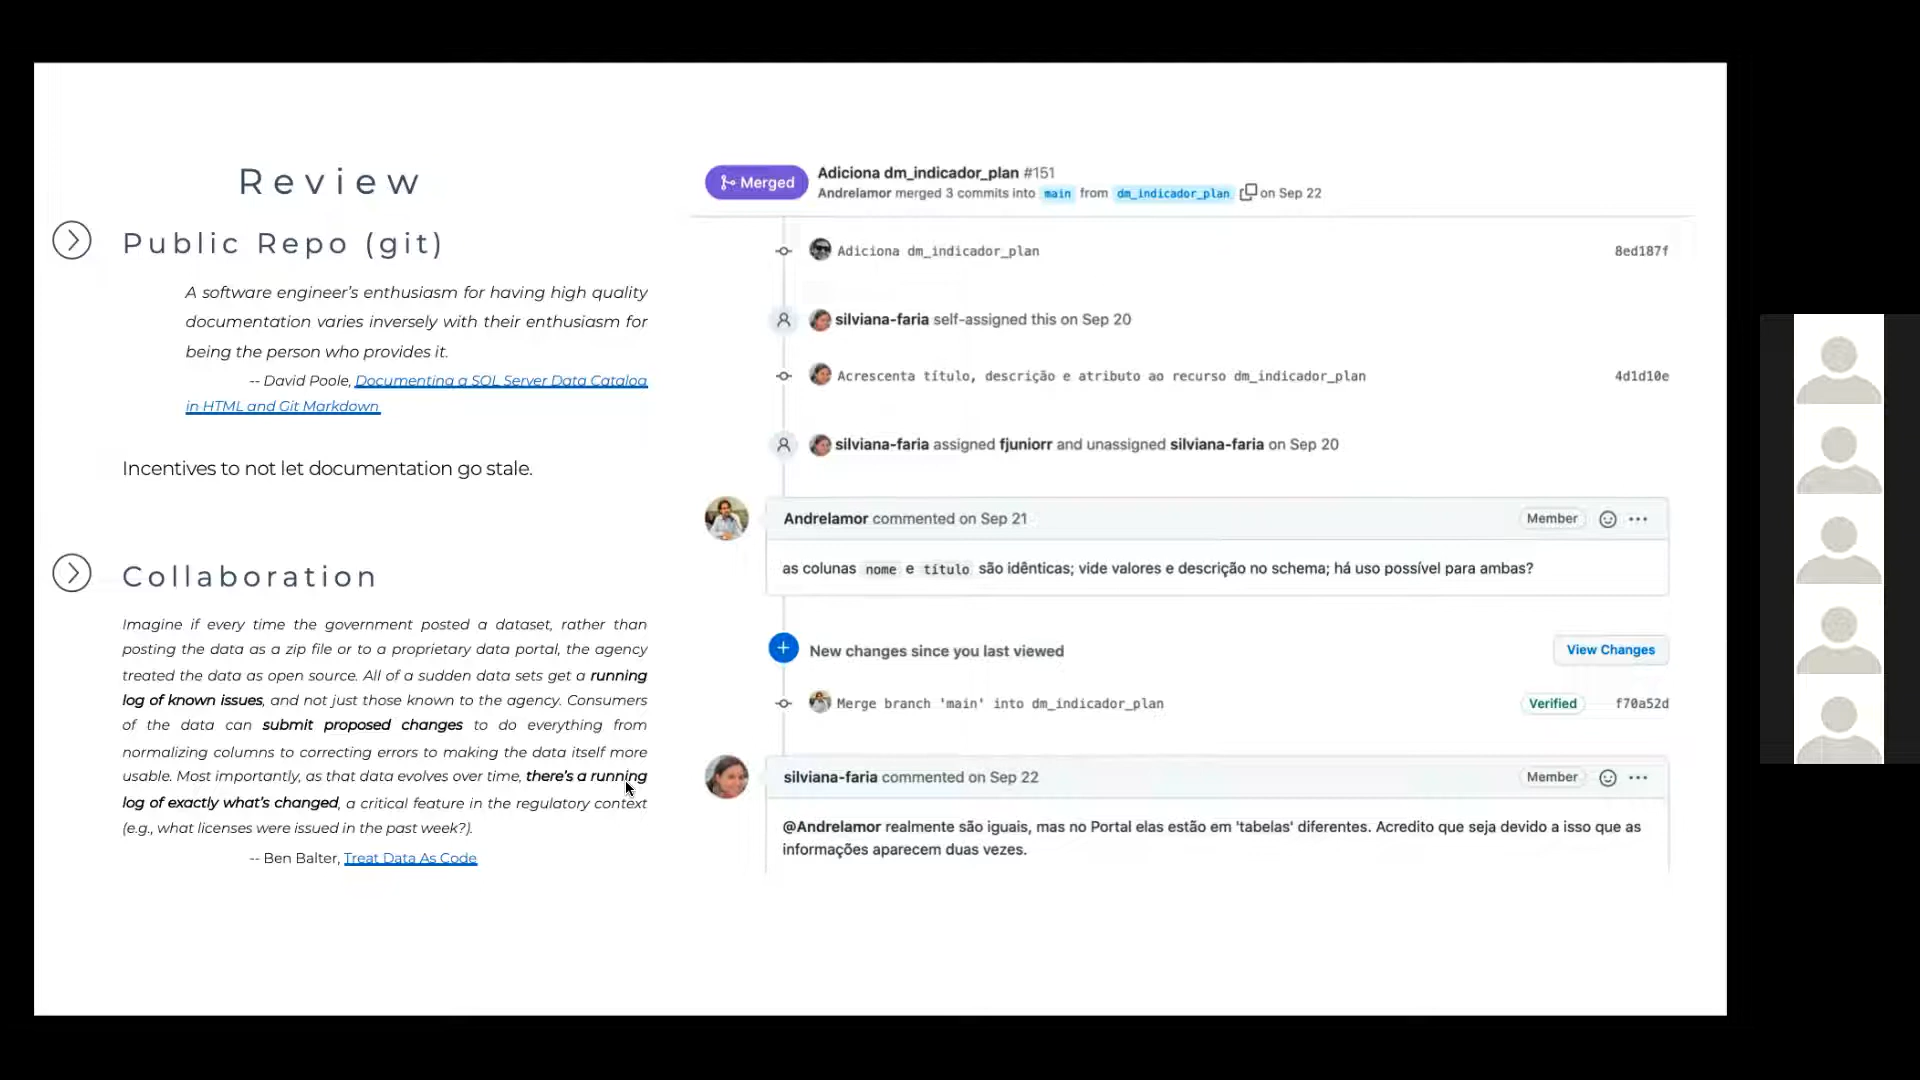 Review
Public Repo (git)
A software engineer's enthusiasm for having high quality
documentation varies inversely with their enthusiasm for
being the person who provides it.
-- David Poole, Documenting a SQL Server Data Catalog
in HTML and Git Markdown
Incentives to not let documentation go stale.
Collaboration
Imagine if every time the government posted a dataset, rather than
posting the data as a zip file or to a proprietary data portal, the agency
treated the data as open source. All of a sudden data sets get a running
log of known issues, and not just those known to the agency. Consumers
of the data can submit proposed changes to do everything from
normalizing columns to correcting errors to making the data itself more
usable. Most importantly, as that data evolves over time, there's a running
log of exactly what's changed, a critical feature in the regulatory context
(e.g., what licenses were issued in the past week?).
-- Ben Balter, Treat Data As Code
Merged
Adiciona dm_indicador_plan #151
Andrelamor merged 3 commits into main from dm_indicador_plan on Sep 22
Adiciona dm_indicador_plan 8ed187f
silviana-faria self-assigned this on Sep 20
Acrescenta título, descrição e atributo ao recurso dm_indicador_plan 4d1d10e
silviana-faria assigned fjuniorr and unassigned silviana-faria on Sep 20
Andrelamor commented on Sep 21 Member
as colunas nome e título são idênticas; vide valores e descrição no schema; há uso possível para ambas?
New changes since you last viewed View Changes
Merge branch 'main' into dm_indicador_plan Verified f70a52d
silviana-faria commented on Sep 22 Member
@Andrelamor realmente são iguais, mas no Portal elas estão em 'tabelas' diferentes. Acredito que seja devido a isso que as
informações aparecem duas vezes.